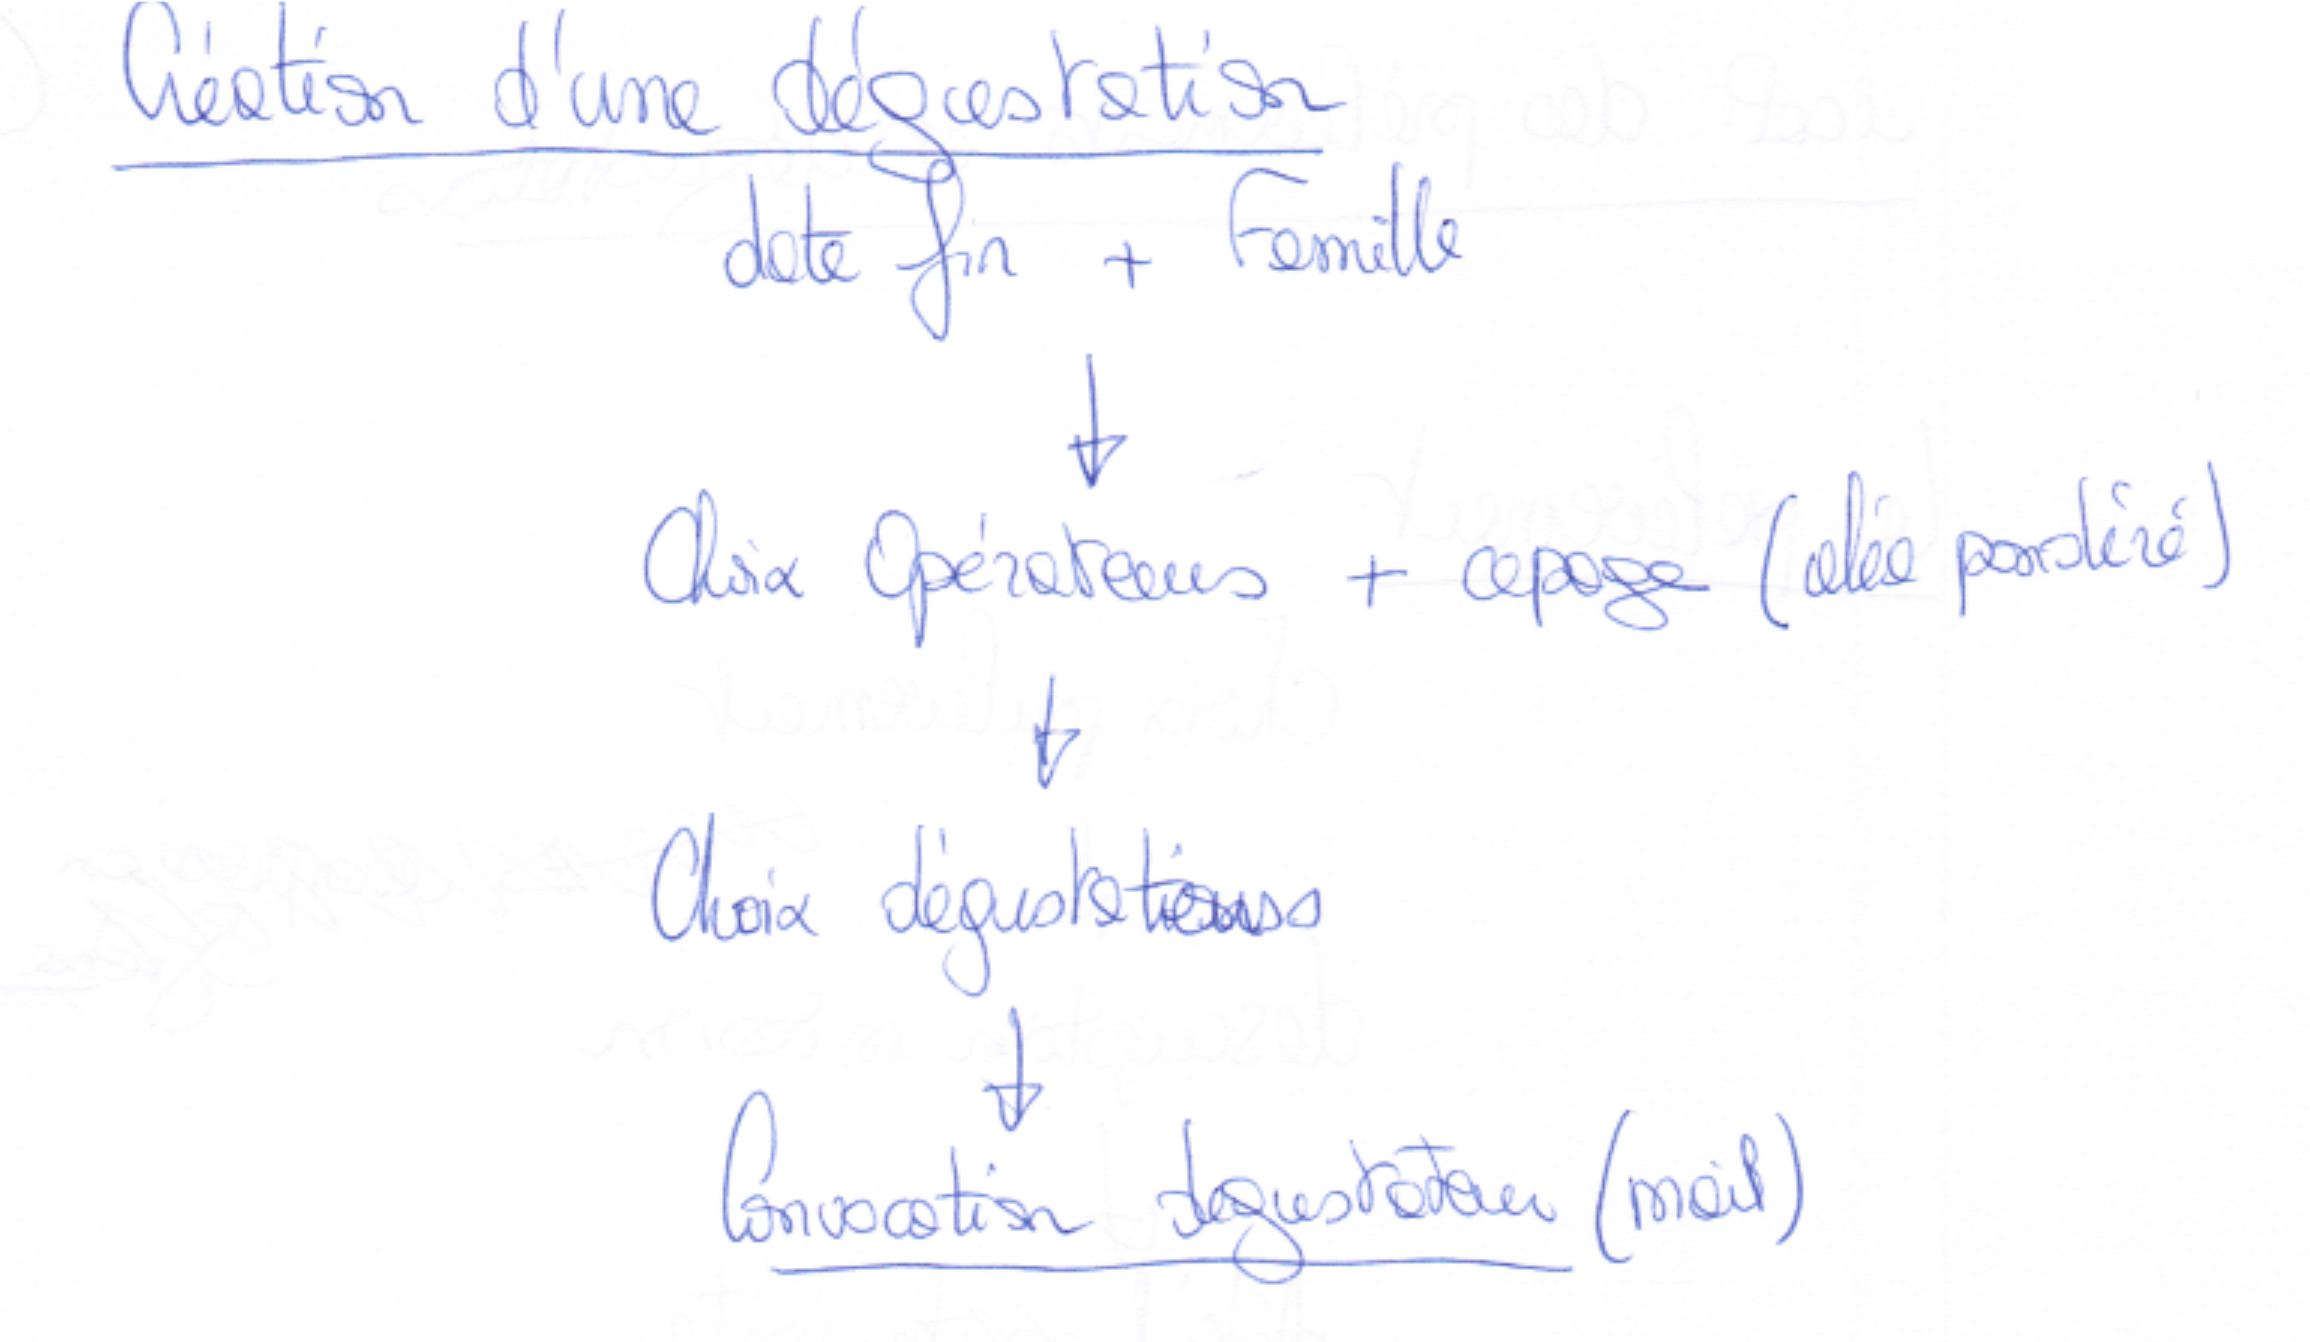 Création d'une dégustation
date fin + Famille
Choix Opérateurs + cepage (aléa pondéré)
Choix dégustateurs
Convocation dégustateur (mail)